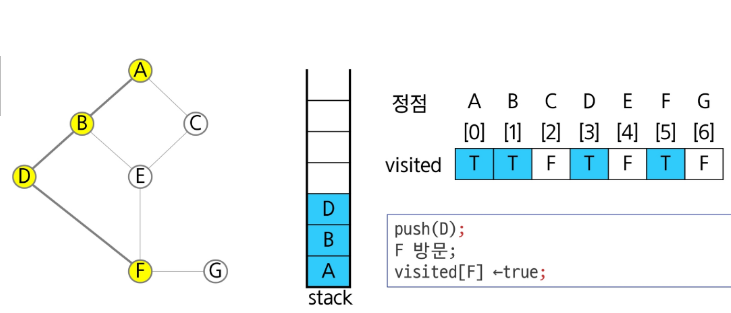 A
B
C
D
E
F
G
D
B
A
stack
정점 A B C D E F G
[0] [1] [2] [3] [4] [5] [6]
visited T T F T F T F
push(D);
F 방문;
visited[F] ←true;